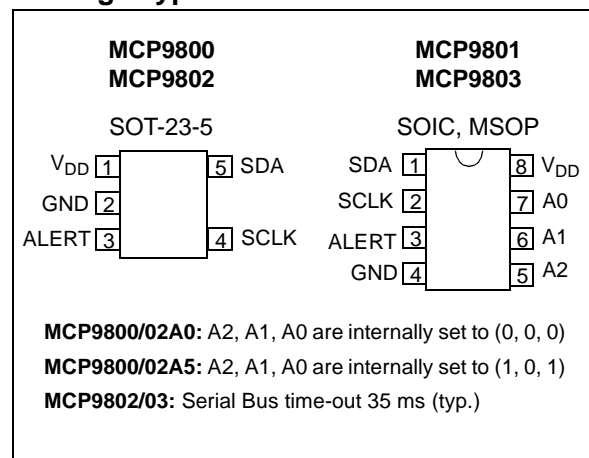 MCP9800
MCP9802
SOT-23-5
VDD 1
GND 2
ALERT 3
5 SDA
4 SCLK
MCP9801
MCP9803
SOIC, MSOP
SDA 1
SCLK 2
ALERT 3
GND 4
8 VDD
7 A0
6 A1
5 A2
MCP9800/02A0: A2, A1, A0 are internally set to (0, 0, 0)
MCP9800/02A5: A2, A1, A0 are internally set to (1, 0, 1)
MCP9802/03: Serial Bus time-out 35 ms (typ.)